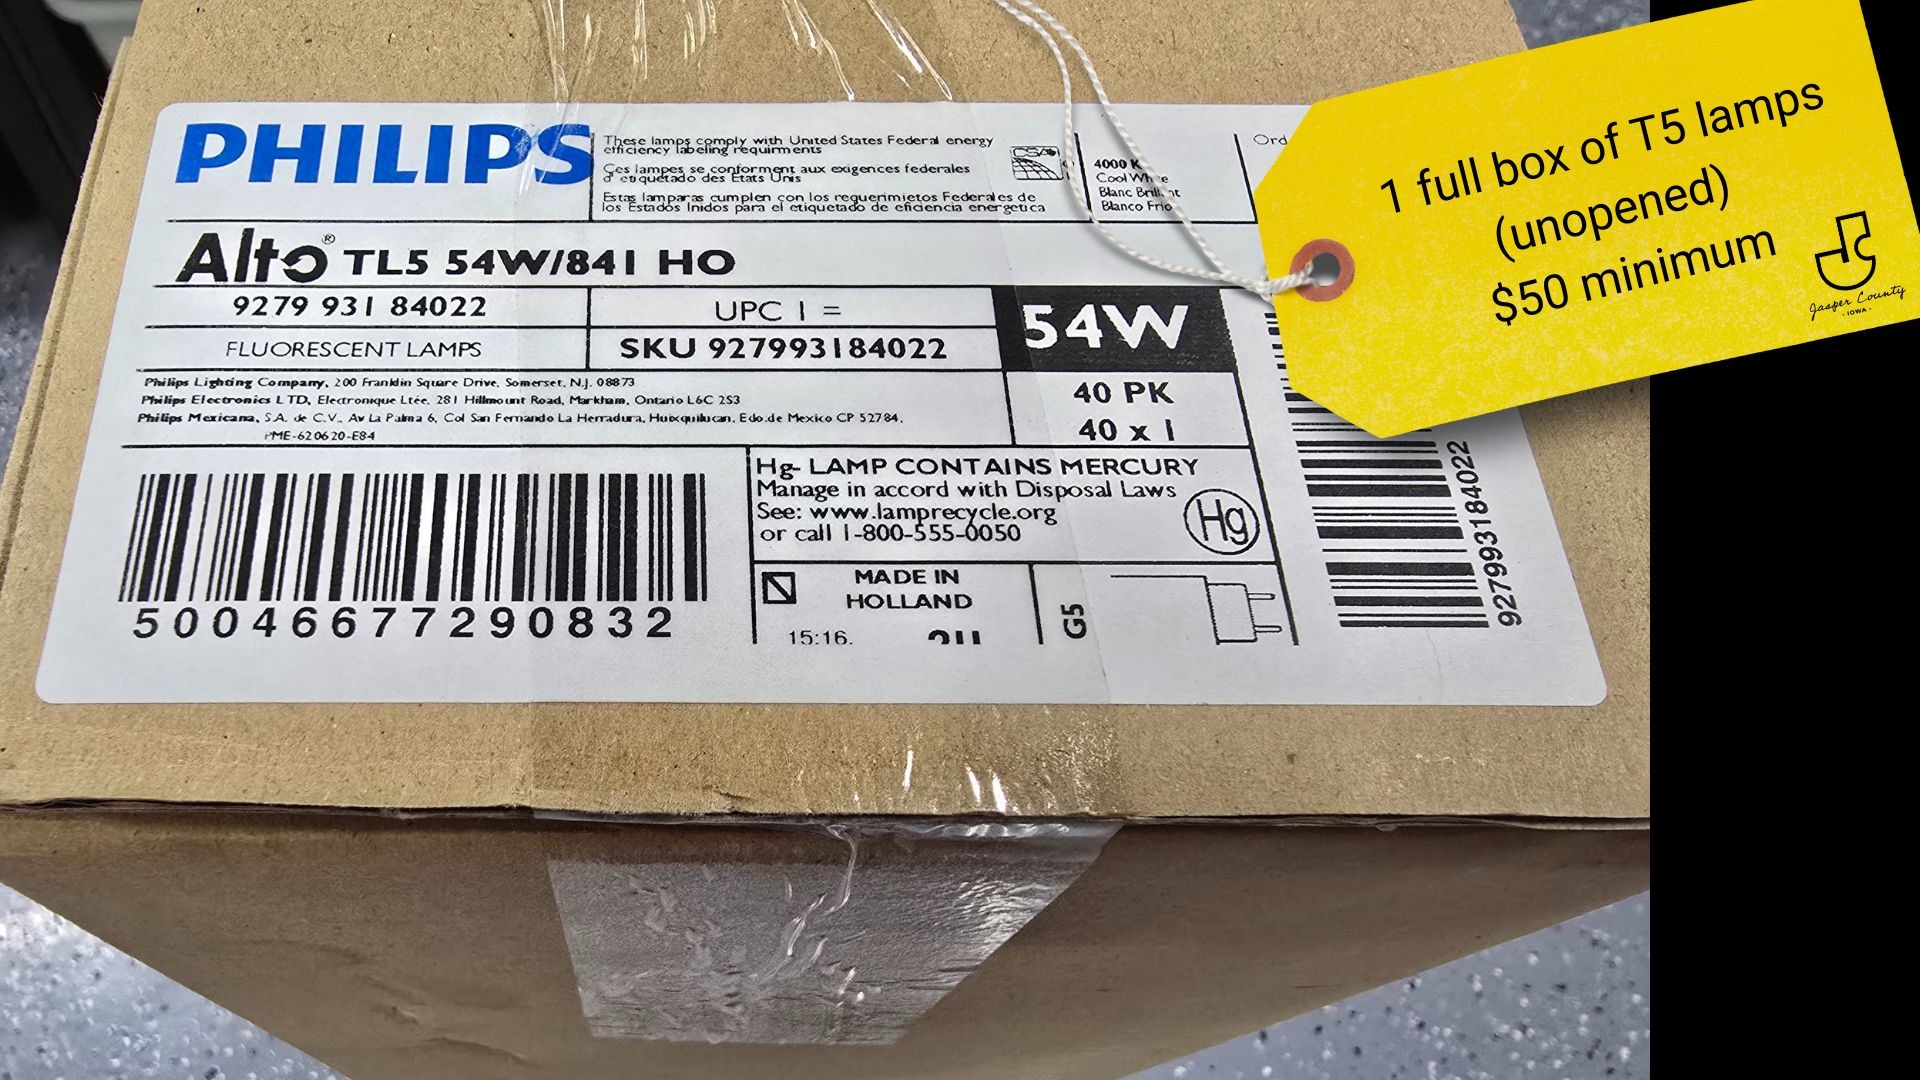 PHILIPS
These lamps comply with United States Federal energy
efficiency labeling requirments
Ces lampes se conforment aux exigences federales
d' etiquetado des Etats Unis
Estas lamparas cumplen con los requerimietos Federales de
los Estados Inidos para el etiquetado de eficiencia energetica
CSA
4000 K
Cool White
Blanc Brillant
Blanco Frio
Ord
Alto® TL5 54W/841 HO
9279 931 84022
UPC 1 =
54W
FLUORESCENT LAMPS
SKU 927993184022
Philips Lighting Company, 200 Franklin Square Drive, Somerset, N.J. 08873
Philips Electronics LTD, Electronique Ltée, 281 Hillmount Road, Markham, Ontario L6C 2S3
Philips Mexicana, S.A. de C.V., Av La Palma 6, Col San Fernando La Herradura, Huixquilucan, Edo.de Mexico CP 52784.
PME-620620-E84
40 PK
40 x 1
Hg- LAMP CONTAINS MERCURY
Manage in accord with Disposal Laws
See: www.lamprecycle.org
or call 1-800-555-0050
Hg
50046677290832
MADE IN
HOLLAND
15:16.
G5
927993184022
1 full box of T5 lamps
(unopened)
$50 minimum
Jasper County
- IOWA -